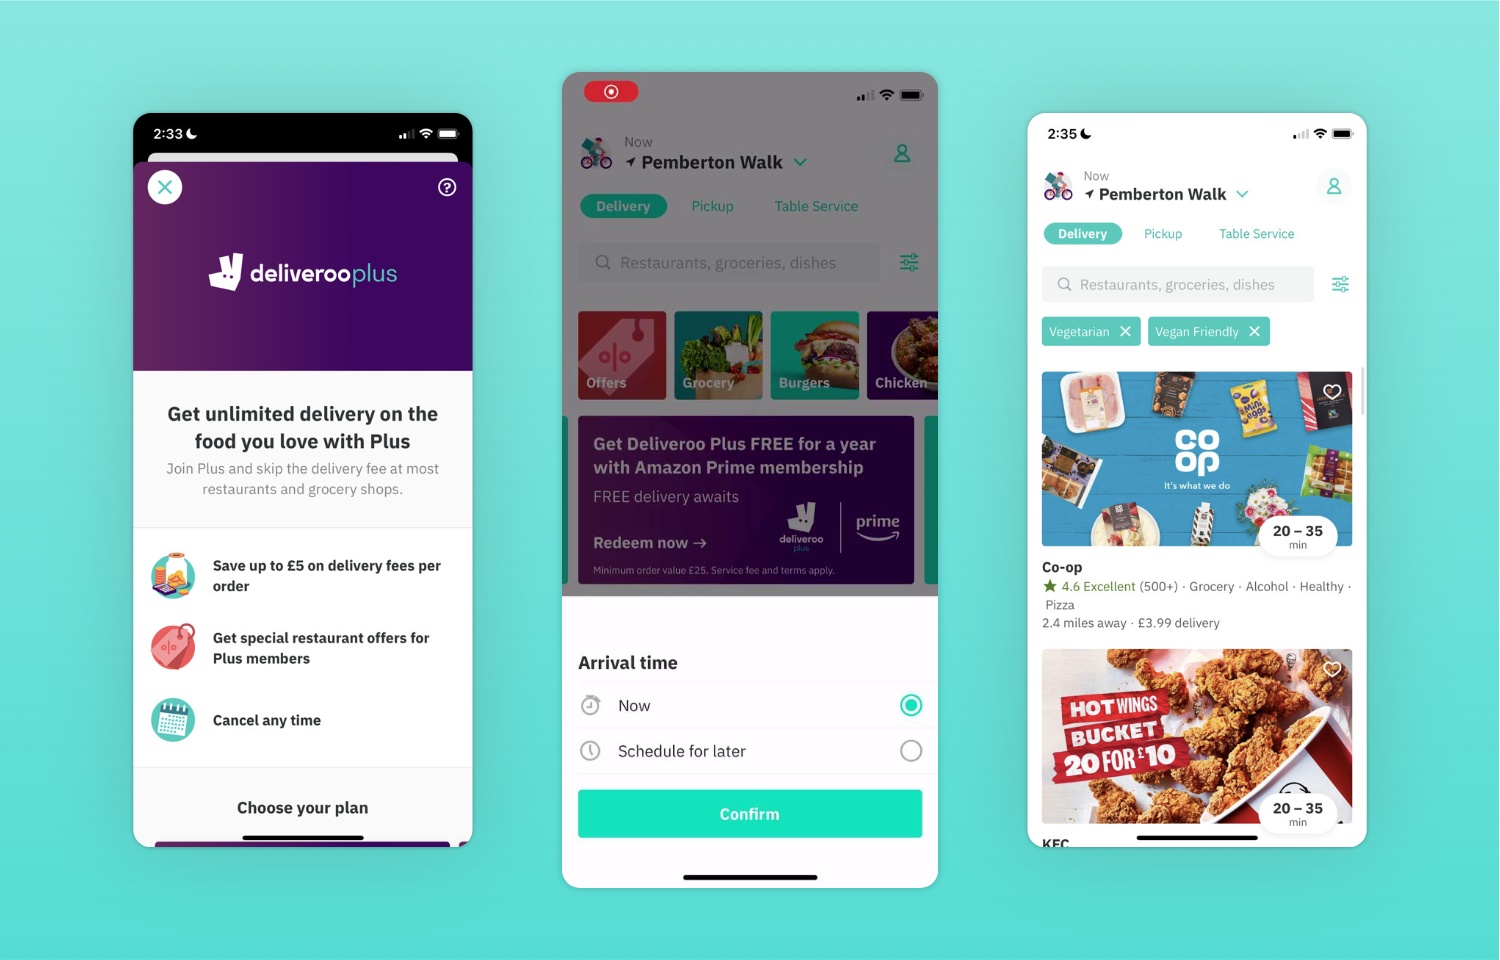 2:33
deliverooplus
Get unlimited delivery on the
food you love with Plus
Join Plus and skip the delivery fee at most
restaurants and grocery shops.
Save up to £5 on delivery fees per
order
Get special restaurant offers for
Plus members
Cancel any time
Choose your plan
Now
Pemberton Walk
Delivery
Pickup
Table Service
Restaurants, groceries, dishes
Offers
Grocery
Burgers
Chicken
Get Deliveroo Plus FREE for a year
with Amazon Prime membership
FREE delivery awaits
deliveroo
plus
prime
Redeem now →
Minimum order value £25. Service fee and terms apply.
Arrival time
Now
Schedule for later
Confirm
2:35
Now
Pemberton Walk
Delivery
Pickup
Table Service
Restaurants, groceries, dishes
Vegetarian
Vegan Friendly
Mini
eggs
CO
OP
It's what we do
20 – 35
min
Co-op
4.6 Excellent (500+) · Grocery · Alcohol · Healthy ·
Pizza
2.4 miles away · £3.99 delivery
HOT WINGS
BUCKET
20 FOR £10
20 – 35
min
KFC